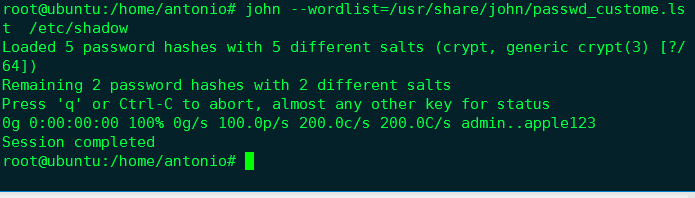 root@ubuntu:/home/antonio# john --wordlist=/usr/share/john/passwd_custome.ls
t  /etc/shadow
Loaded 5 password hashes with 5 different salts (crypt, generic crypt(3) [?/
64])
Remaining 2 password hashes with 2 different salts
Press 'q' or Ctrl-C to abort, almost any other key for status
0g 0:00:00:00 100% 0g/s 100.0p/s 200.0c/s 200.0C/s admin..apple123
Session completed
root@ubuntu:/home/antonio#